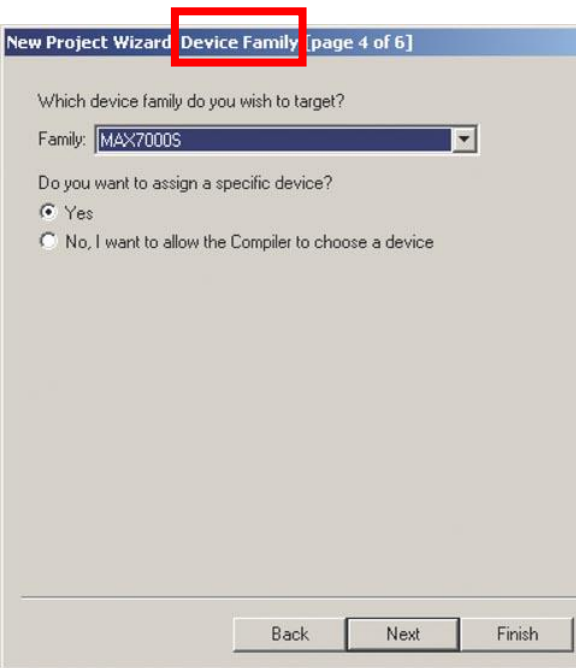 New Project Wizard: Device Family [page 4 of 6]
Which device family do you wish to target?
Family: MAX7000S
Do you want to assign a specific device?
Yes
No, I want to allow the Compiler to choose a device
Back Next Finish